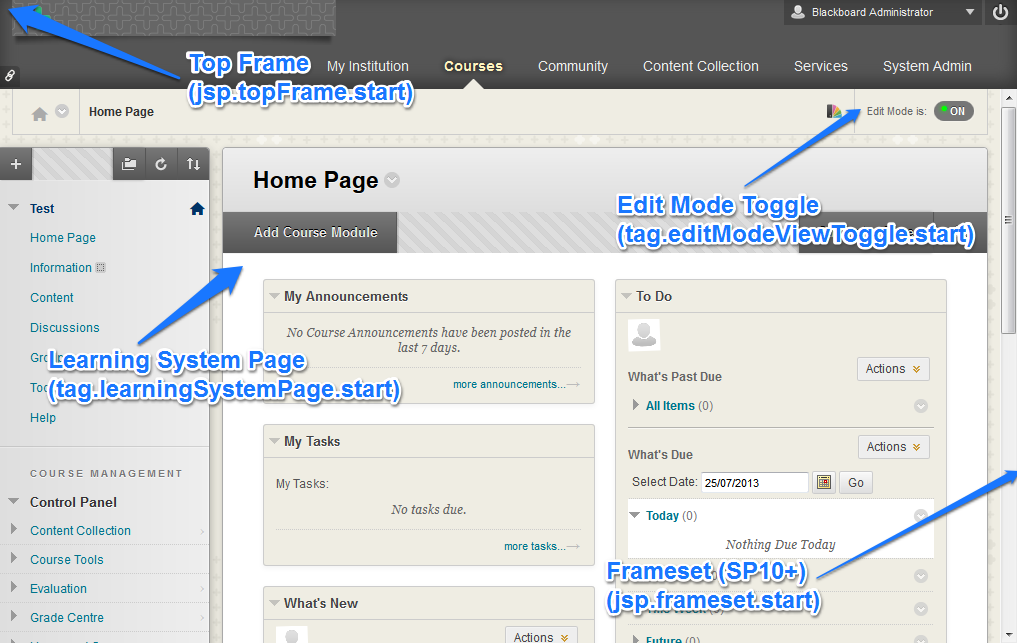 Blackboard Administrator
Top Frame
(jsp.topFrame.start)
My Institution
Courses
Community
Content Collection
Services
System Admin
Home Page
Edit Mode is:
ON
Home Page
Edit Mode Toggle
(tag.editModeViewToggle.start)
Add Course Module
Test
Home Page
Information
Content
Discussions
Help
Learning System Page
(tag.learningSystemPage.start)
COURSE MANAGEMENT
Control Panel
Content Collection
Course Tools
Evaluation
Grade Centre
My Announcements
No Course Announcements have been posted in the
last 7 days.
more announcements...
My Tasks
My Tasks:
No tasks due.
more tasks...
What's New
Actions
To Do
What's Past Due
Actions
All Items (0)
What's Due
Actions
Select Date:
25/07/2013
Go
Today (0)
Nothing Due Today
Frameset (SP10+)
(jsp.frameset.start)
Future (0)